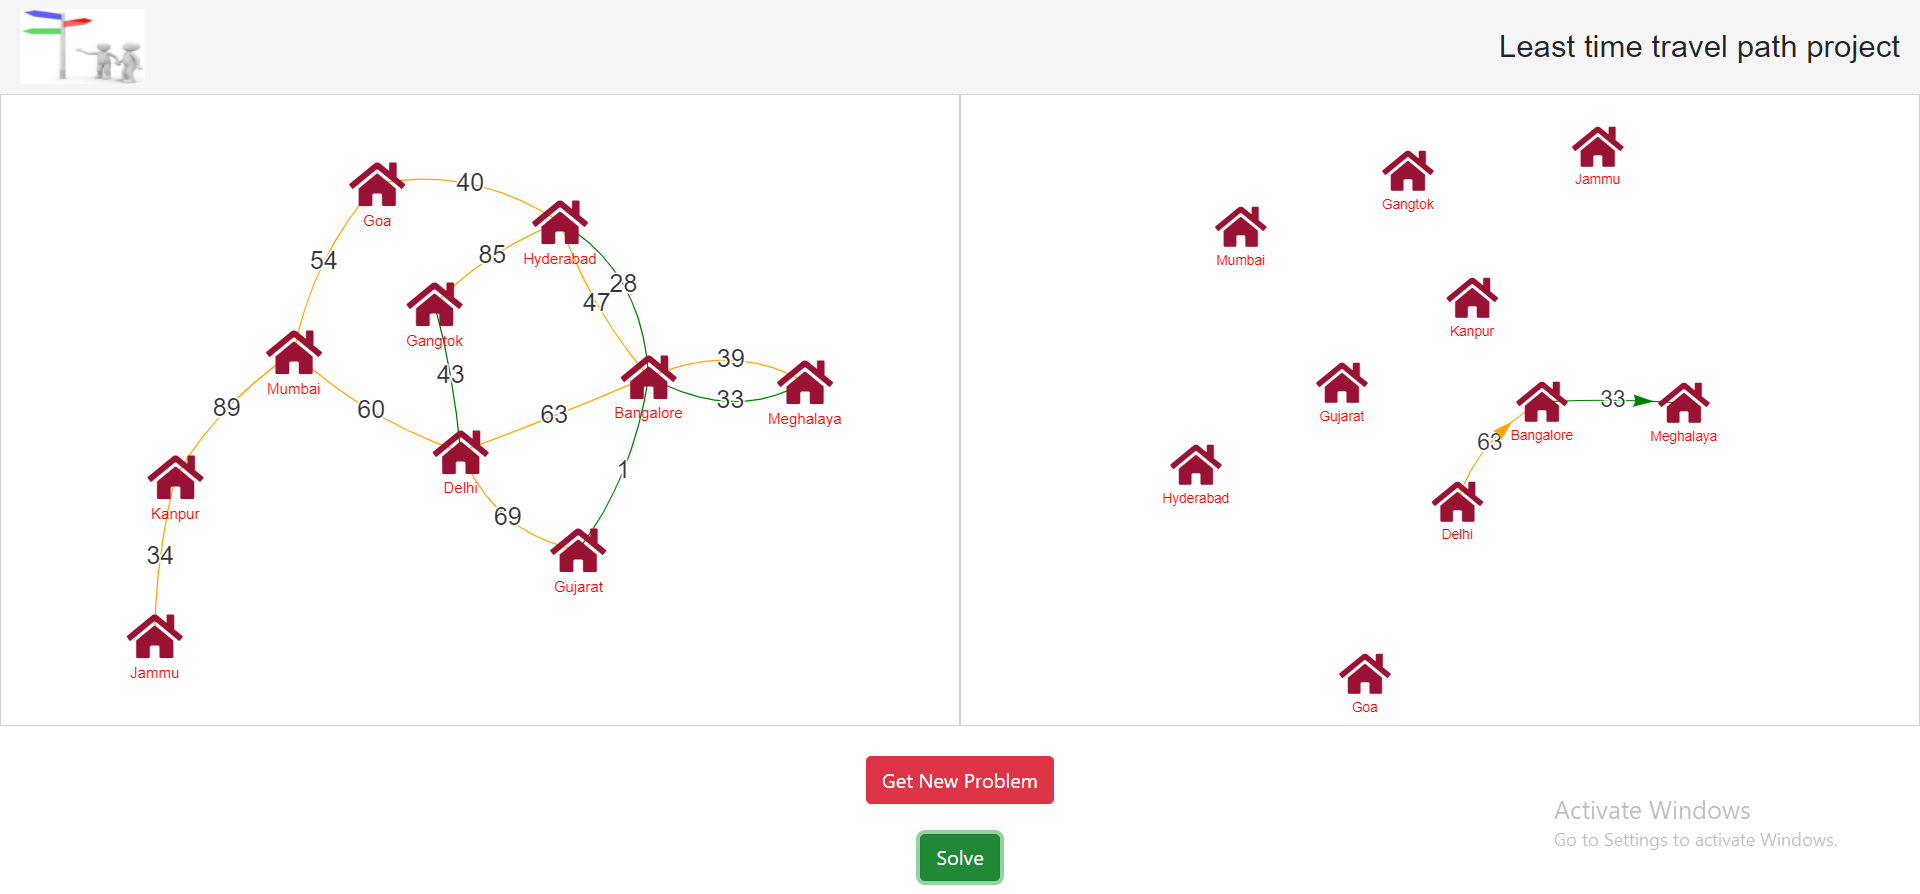 Least time travel path project
40
Goa
Hyderabad
85
54
28
47
Gangtok
39
43
Mumbai
33
89
60
63
Bangalore
Meghalaya
1
Delhi
69
Kanpur
34
Gujarat
Jammu
Jammu
Gangtok
Mumbai
Kanpur
Gujarat
33
63
Bangalore
Meghalaya
Hyderabad
Delhi
Goa
Get New Problem
Solve
Activate Windows
Go to Settings to activate Windows.